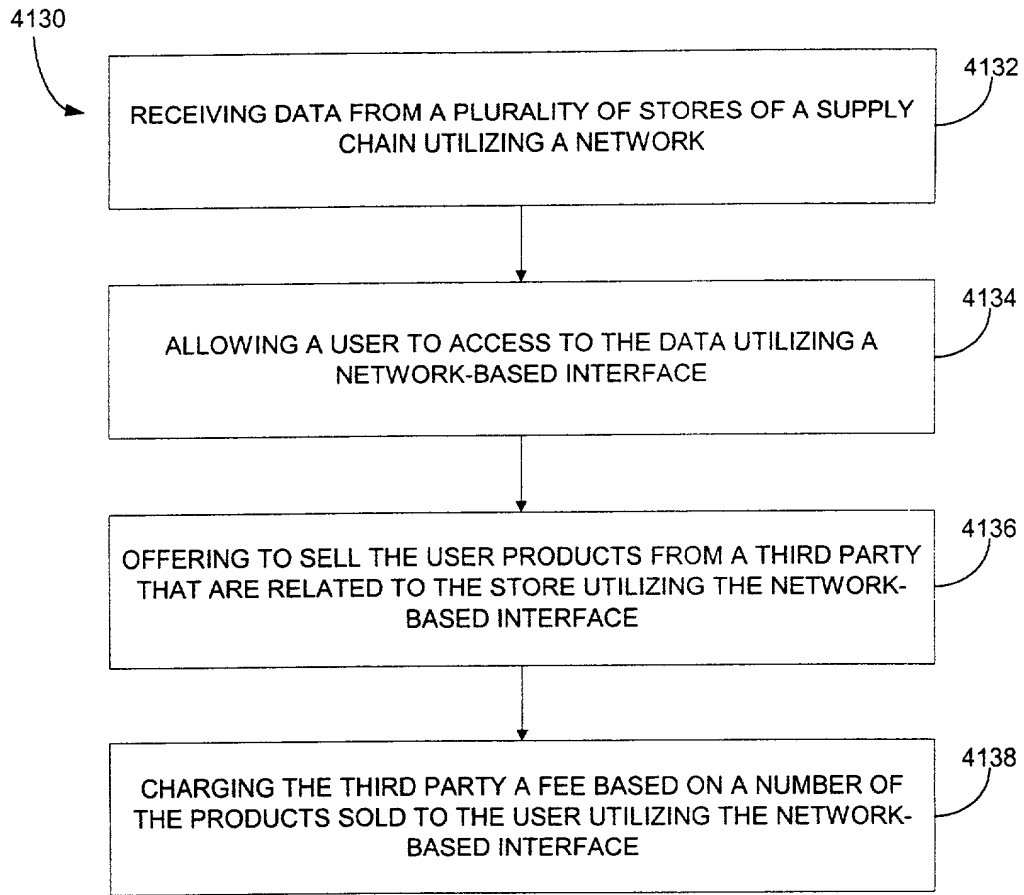 4130
4132
RECEIVING DATA FROM A PLURALITY OF STORES OF A SUPPLY
CHAIN UTILIZING A NETWORK
4134
ALLOWING A USER TO ACCESS TO THE DATA UTILIZING A
NETWORK-BASED INTERFACE
4136
OFFERING TO SELL THE USER PRODUCTS FROM A THIRD PARTY
THAT ARE RELATED TO THE STORE UTILIZING THE NETWORK-
BASED INTERFACE
4138
CHARGING THE THIRD PARTY A FEE BASED ON A NUMBER OF
THE PRODUCTS SOLD TO THE USER UTILIZING THE NETWORK-
BASED INTERFACE